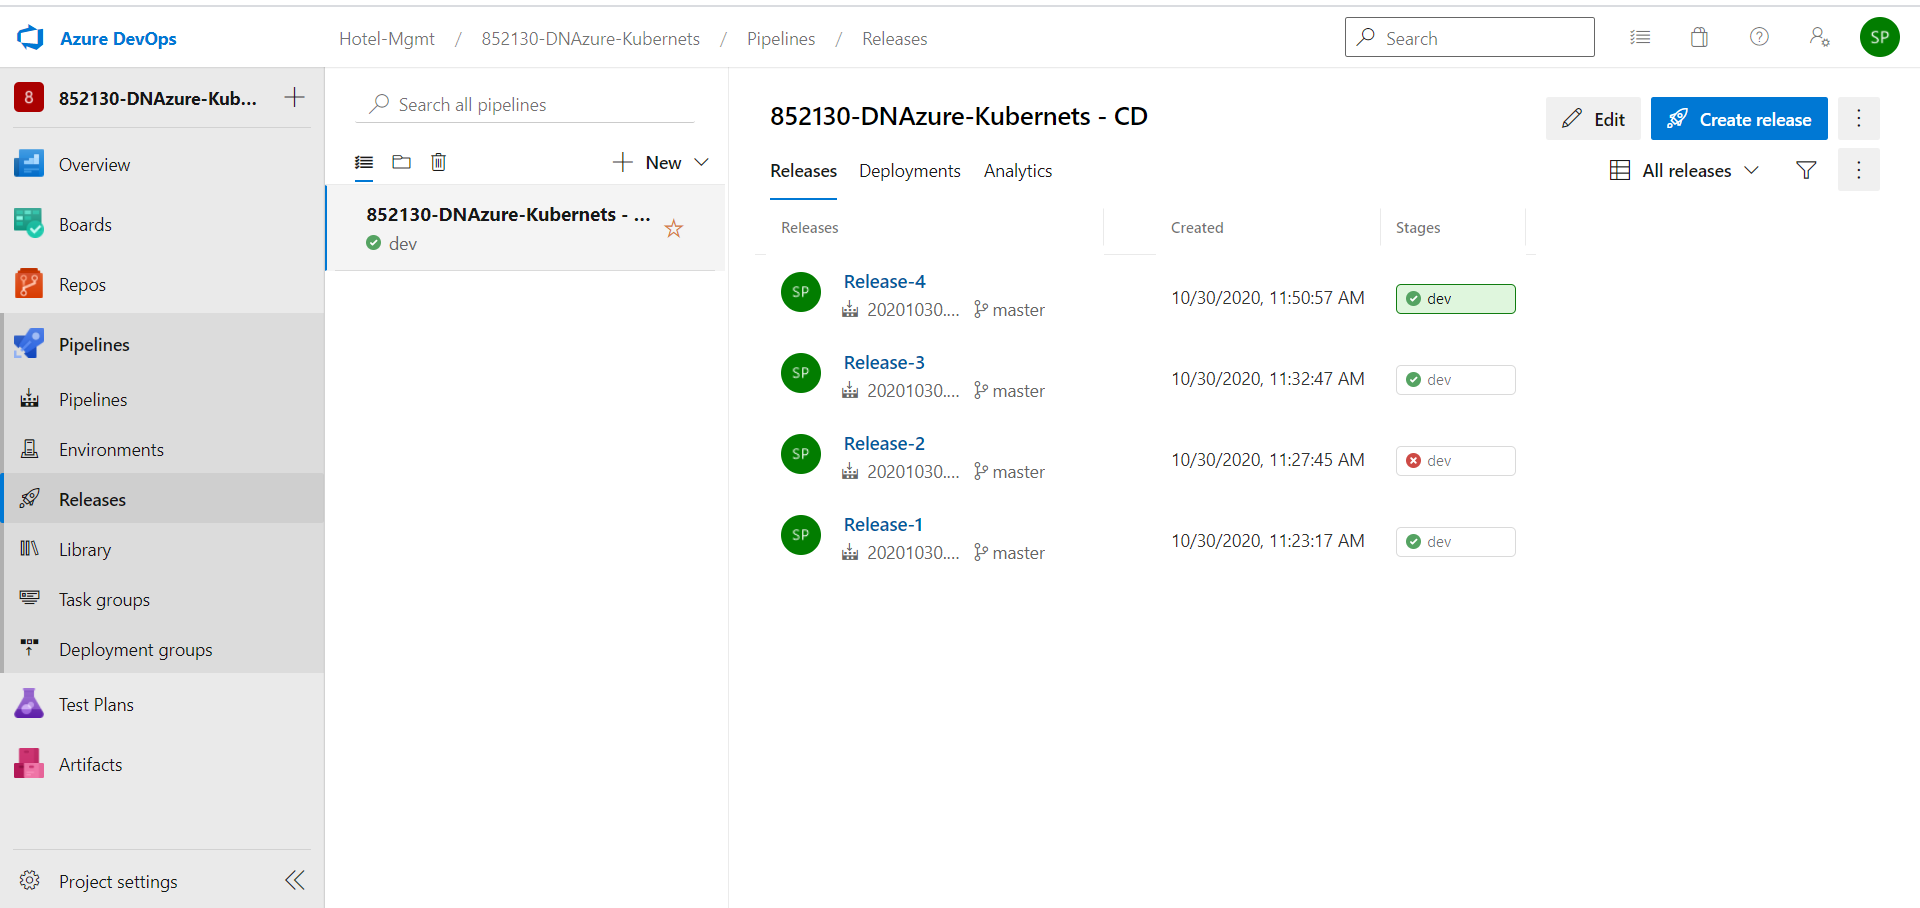 Azure DevOps
Hotel-Mgmt / 852130-DNAzure-Kubernets / Pipelines / Releases
Search
SP
8
852130-DNAzure-Kub...
Overview
Boards
Repos
Pipelines
Pipelines
Environments
Releases
Library
Task groups
Deployment groups
Test Plans
Artifacts
Project settings
Search all pipelines
New
852130-DNAzure-Kubernets - ...
dev
852130-DNAzure-Kubernets - CD
Edit
Create release
Releases Deployments Analytics
All releases
Releases Created Stages
SP
Release-4
20201030.... master
10/30/2020, 11:50:57 AM
dev
SP
Release-3
20201030.... master
10/30/2020, 11:32:47 AM
dev
SP
Release-2
20201030.... master
10/30/2020, 11:27:45 AM
dev
SP
Release-1
20201030.... master
10/30/2020, 11:23:17 AM
dev